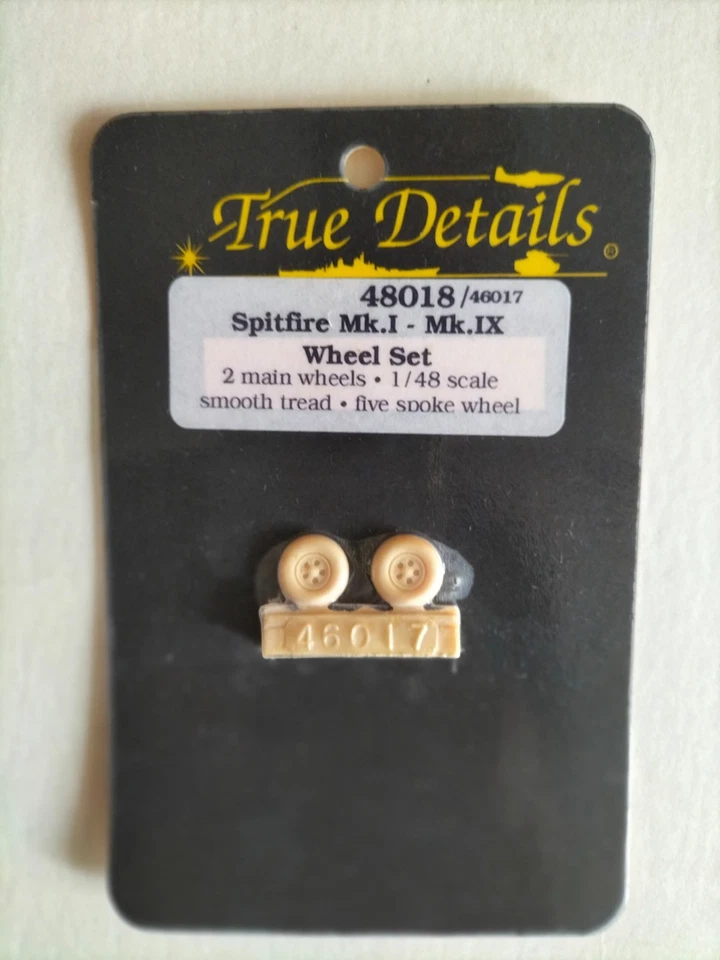 True Details
48018/46017
Spitfire Mk.I - Mk.IX
Wheel Set
2 main wheels • 1/48 scale
smooth tread • five spoke wheel
46017